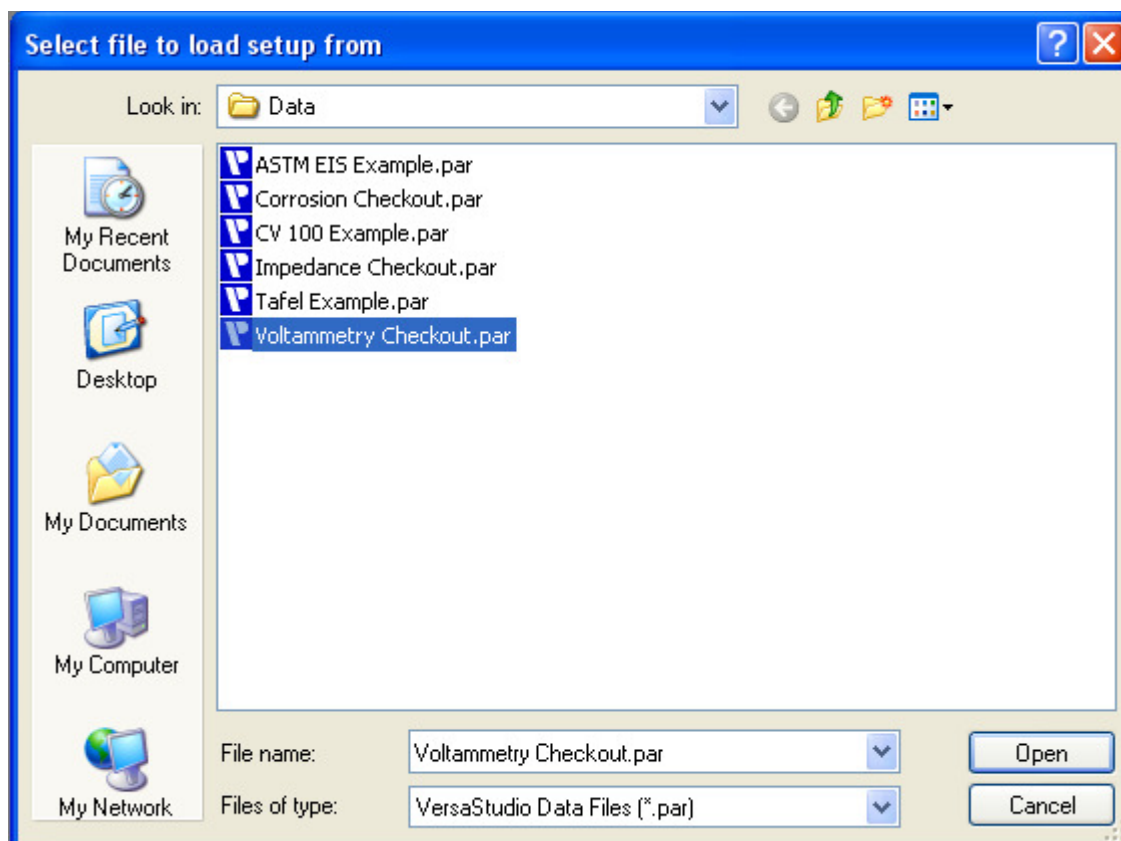 Select file to load setup from
Look in: Data
ASTM EIS Example.par
Corrosion Checkout.par
CV 100 Example.par
Impedance Checkout.par
Tafel Example.par
Voltammetry Checkout.par
My Recent
Documents
Desktop
My Documents
My Computer
My Network
File name: Voltammetry Checkout.par Open
Files of type: VersaStudio Data Files (*.par) Cancel